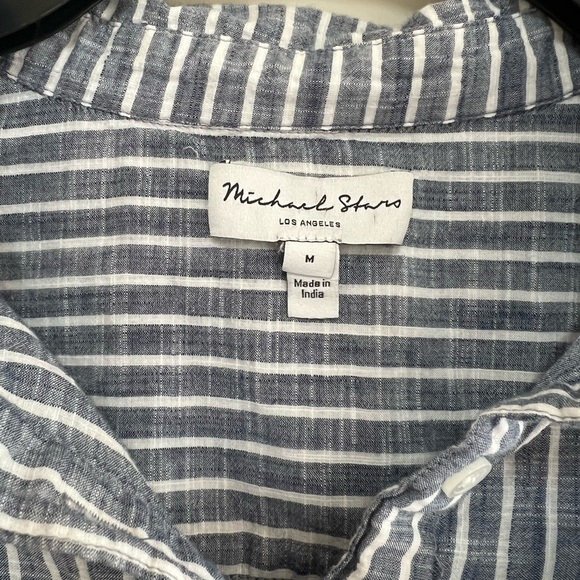 Michael Stars
LOS ANGELES
M
Made in
India